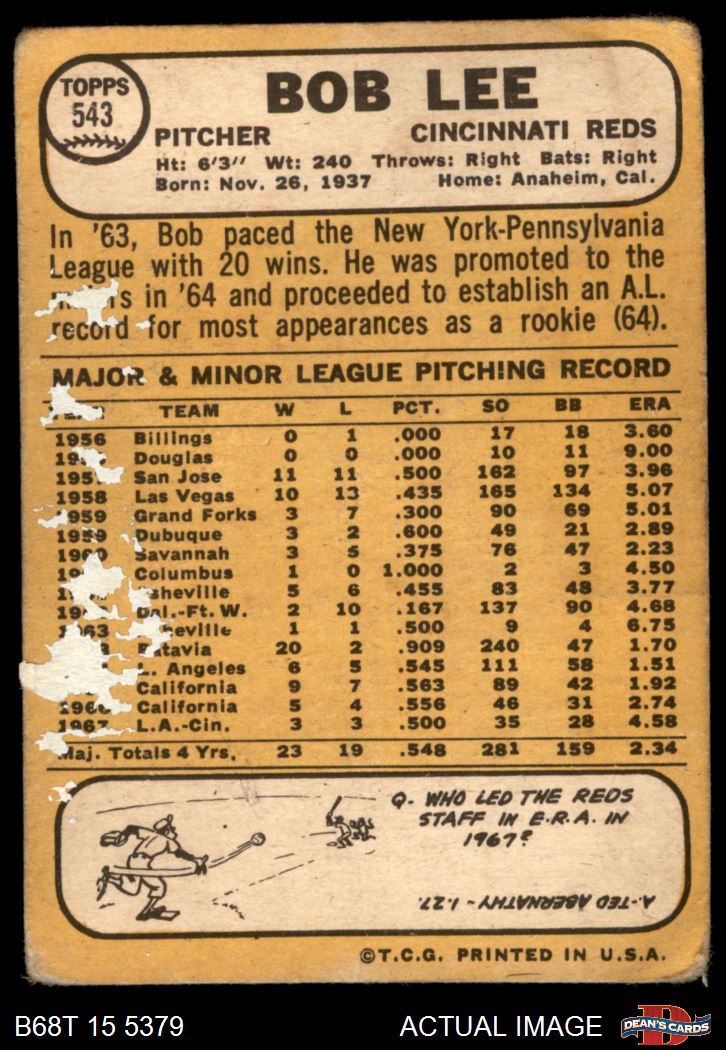 TOPPS
543
BOB LEE
PITCHER CINCINNATI REDS
Ht: 6'3" Wt: 240 Throws: Right Bats: Right
Born: Nov. 26, 1937 Home: Anaheim, Cal.
In '63, Bob paced the New York-Pennsylvania
League with 20 wins. He was promoted to the
in '64 and proceeded to establish an A.L.
record for most appearances as a rookie (64).
MAJOR & MINOR LEAGUE PITCHING RECORD
TEAM W L PCT. SO BB ERA
1956 Billings 0 1 .000 17 18 3.60
Douglas 0 0 .000 10 11 9.00
San Jose 11 11 .500 162 97 3.96
1958 Las Vegas 10 13 .435 165 134 5.07
1959 Grand Forks 3 7 .300 90 69 5.01
1959 Dubuque 3 2 .600 49 21 2.89
1960 Savannah 3 5 .375 76 47 2.23
Columbus 1 0 1.000 2 3 4.50
sheville 5 6 .455 83 48 3.77
Dal.-Ft. W. 2 10 .167 137 90 4.68
1963 heville 1 1 .500 9 4 6.75
Batavia 20 2 .909 240 47 1.70
L. Angeles 6 5 .545 111 58 1.51
California 9 7 .563 89 42 1.92
1966 California 5 4 .556 46 31 2.74
1967 L.A.-Cin. 3 3 .500 35 28 4.58
Maj. Totals 4 Yrs. 23 19 .548 281 159 2.34
Q. WHO LED THE REDS
STAFF IN E.R.A. IN
1967?
A-TED ABERNATHY - 1.27.
©T.C.G. PRINTED IN U.S.A.
B68T 15 5379 ACTUAL IMAGE
D
DEAN'S CARDS